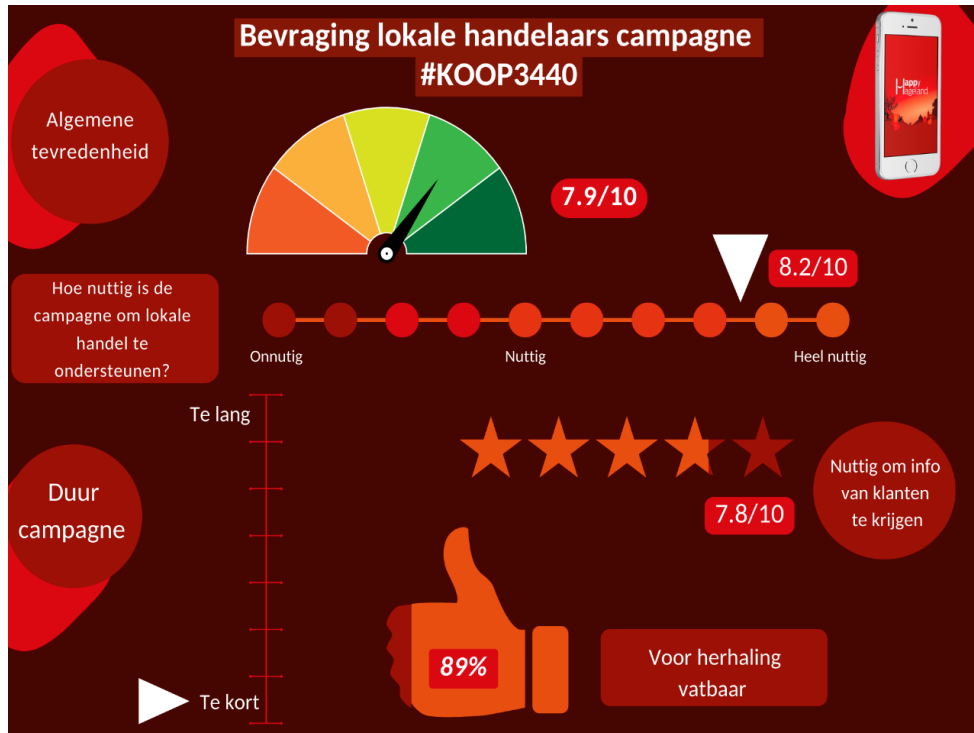 Bevraging lokale handelaars campagne
#KOOP3440
Happy
Hageland
Algemene
tevredenheid
7.9/10
8.2/10
Hoe nuttig is de
campagne om lokale
handel te
ondersteunen?
Onnutig
Nuttig
Heel nuttig
Te lang
Duur
campagne
Te kort
Nuttig om info
van klanten
te krijgen
7.8/10
89%
Voor herhaling
vatbaar